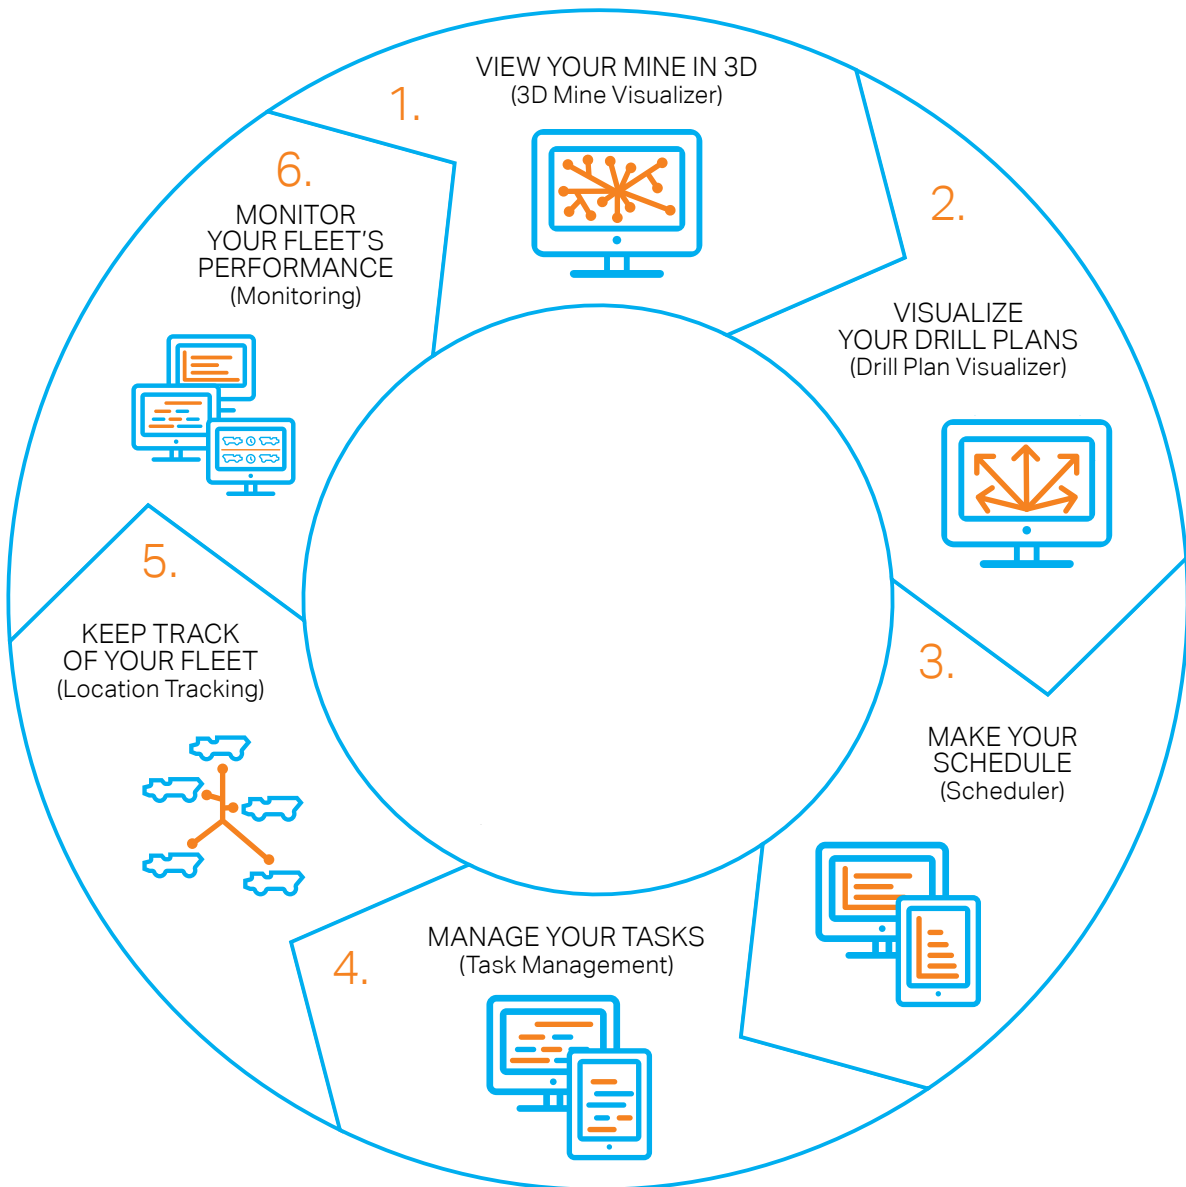 1.
VIEW YOUR MINE IN 3D
(3D Mine Visualizer)
2.
VISUALIZE
YOUR DRILL PLANS
(Drill Plan Visualizer)
3.
MAKE YOUR
SCHEDULE
(Scheduler)
4.
MANAGE YOUR TASKS
(Task Management)
5.
KEEP TRACK
OF YOUR FLEET
(Location Tracking)
6.
MONITOR
YOUR FLEET'S
PERFORMANCE
(Monitoring)